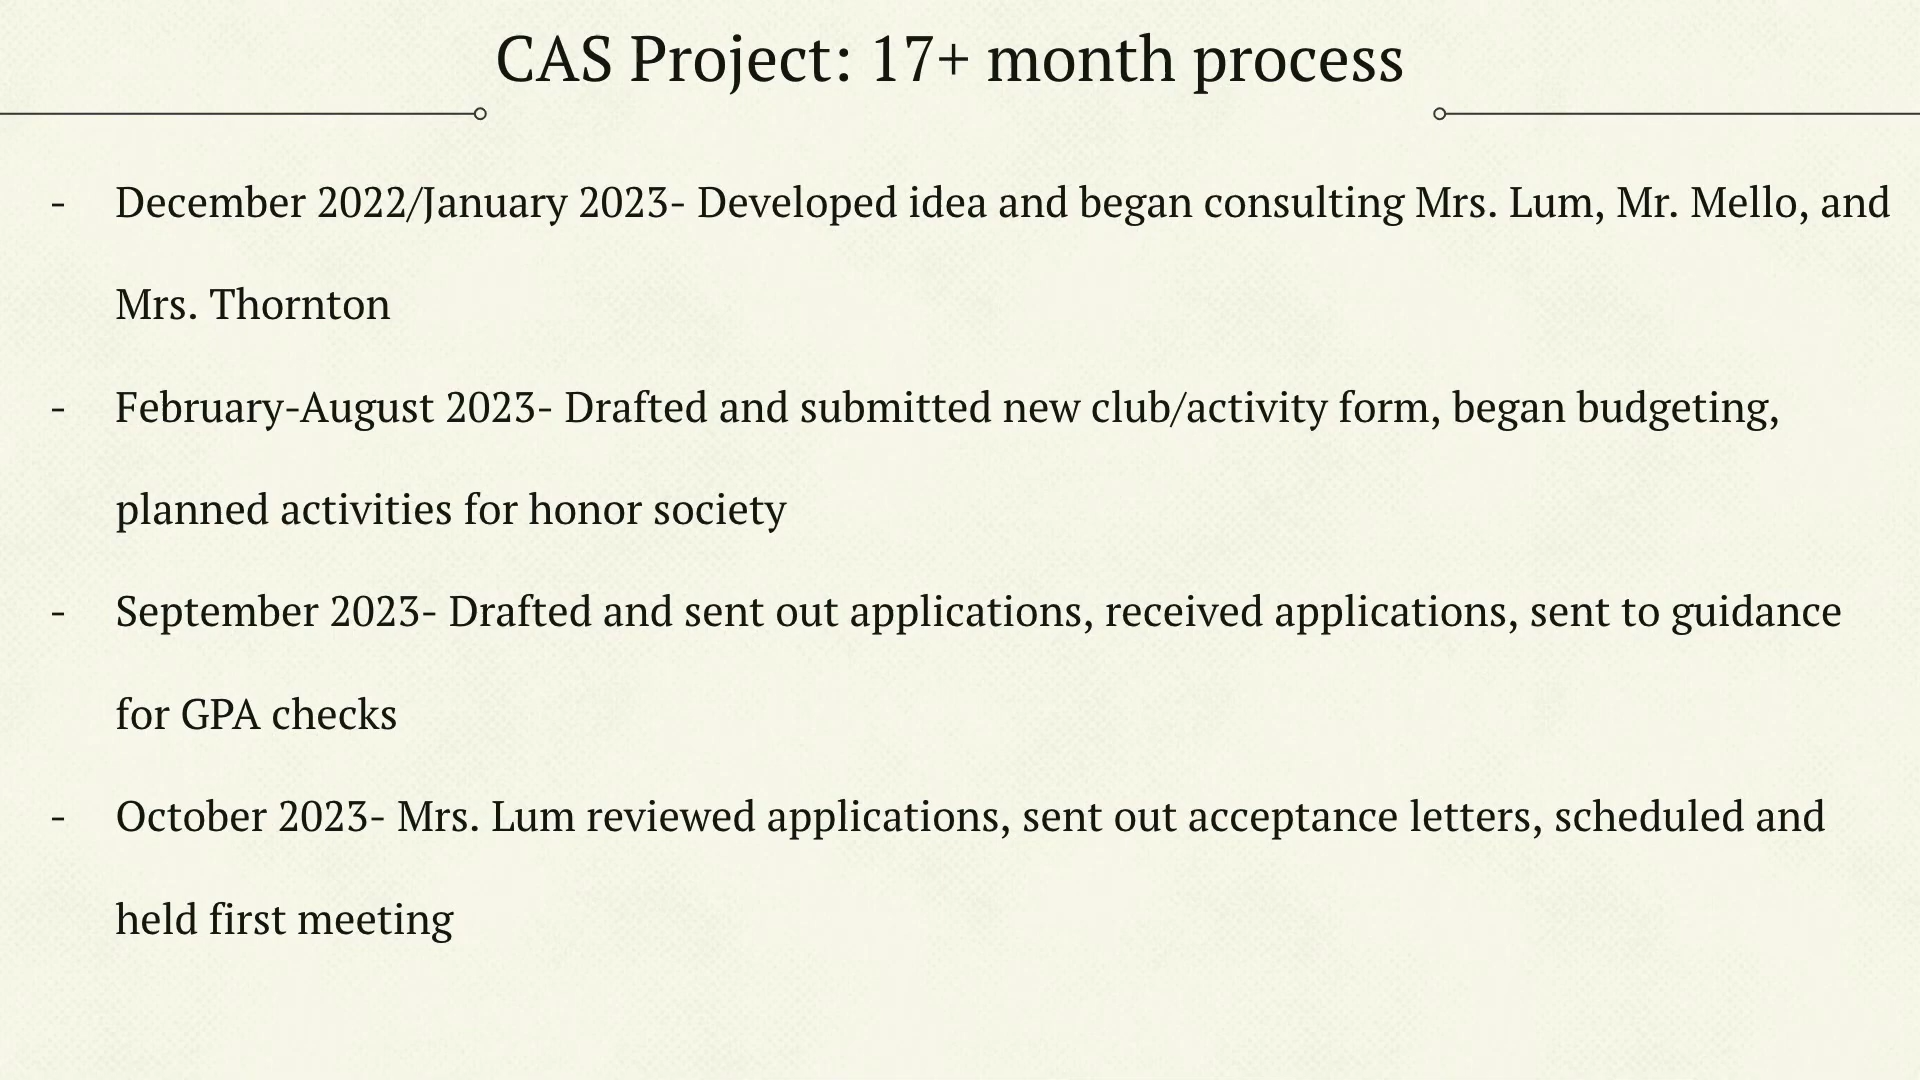 CAS Project: 17+ month process
- December 2022/January 2023- Developed idea and began consulting Mrs. Lum, Mr. Mello, and
Mrs. Thornton
- February-August 2023- Drafted and submitted new club/activity form, began budgeting,
planned activities for honor society
- September 2023- Drafted and sent out applications, received applications, sent to guidance
for GPA checks
- October 2023- Mrs. Lum reviewed applications, sent out acceptance letters, scheduled and
held first meeting